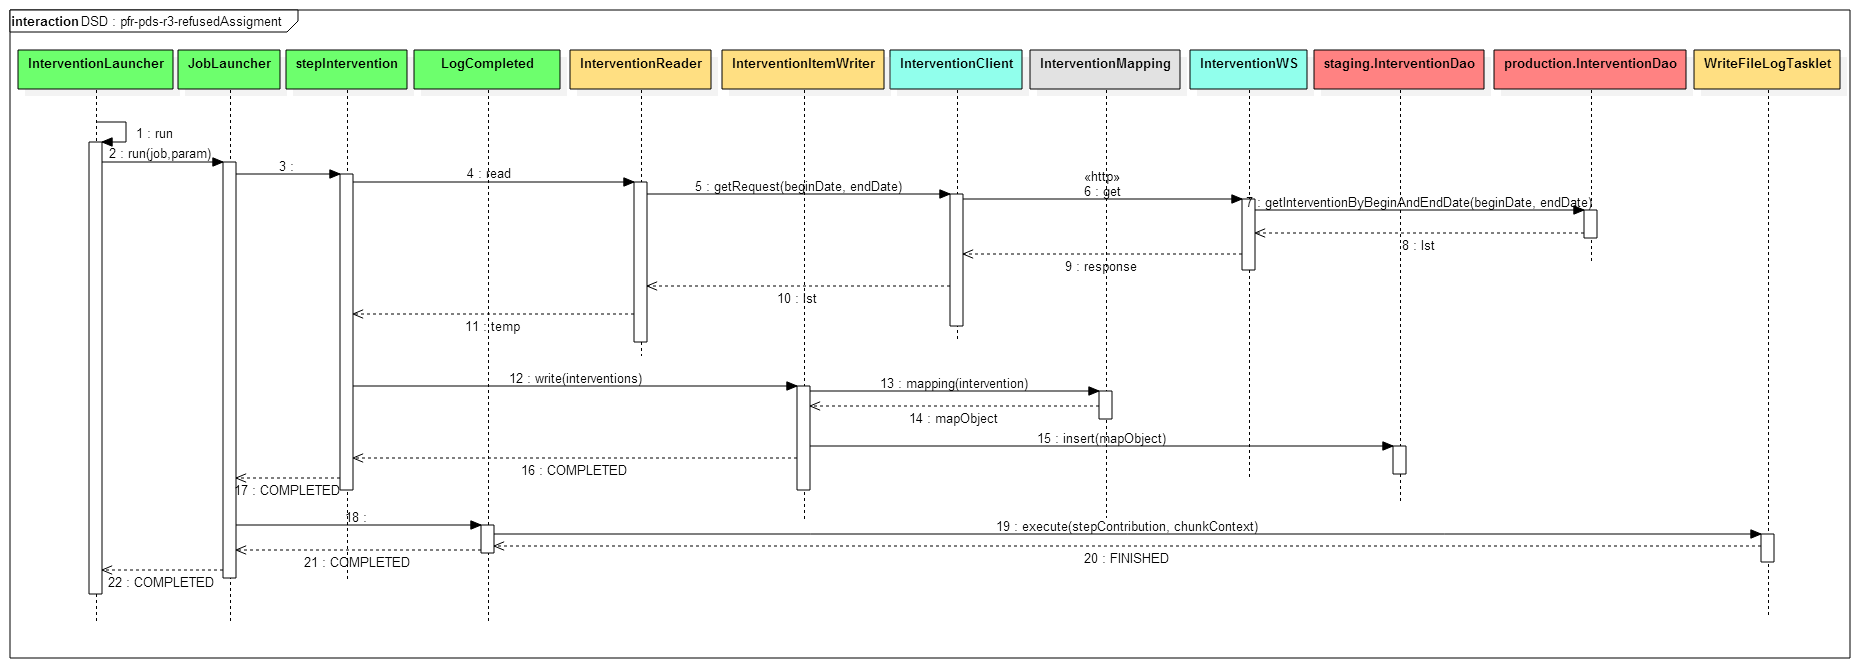 interaction DSD : pfr-pds-r3-refusedAssigment
InterventionLauncher
JobLauncher
stepIntervention
LogCompleted
InterventionReader
InterventionItemWriter
InterventionClient
InterventionMapping
InterventionWS
staging.InterventionDao
production.InterventionDao
WriteFileLogTasklet
1 : run
2 : run(job,param)
3 :
4 : read
5 : getRequest(beginDate, endDate)
«http»
6 : get
7 : getInterventionByBeginAndEndDate(beginDate, endDate)
8 : lst
9 : response
10 : lst
11 : temp
12 : write(interventions)
13 : mapping(intervention)
14 : mapObject
15 : insert(mapObject)
16 : COMPLETED
17 : COMPLETED
18 :
19 : execute(stepContribution, chunkContext)
20 : FINISHED
21 : COMPLETED
22 : COMPLETED